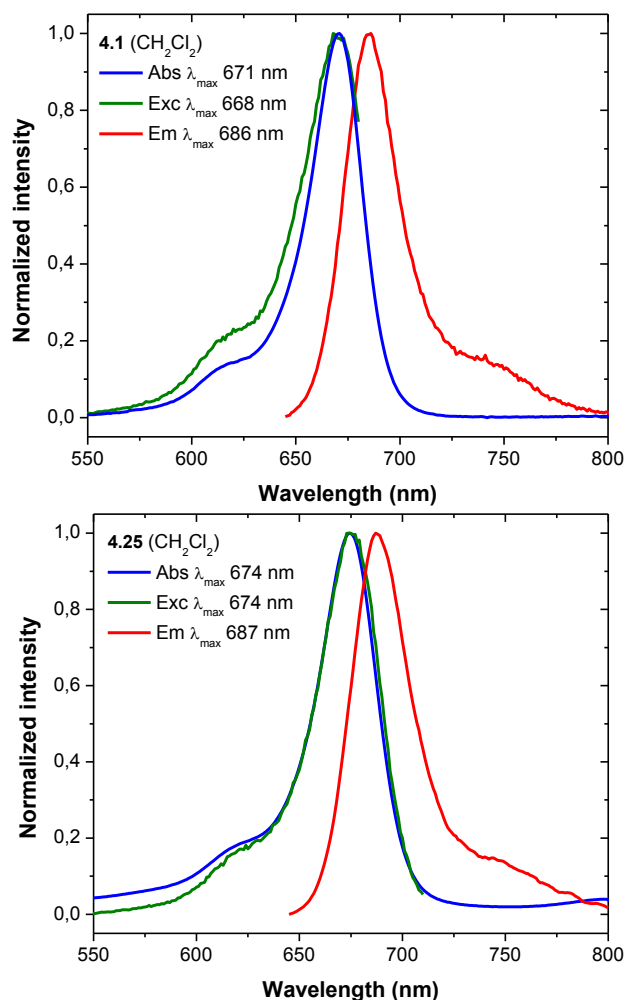 4.1 (CH₂Cl₂)
Abs λmax 671 nm
Exc λmax 668 nm
Em λmax 686 nm
Normalized intensity
1,0
0,8
0,6
0,4
0,2
0,0
550 600 650 700 750 800
Wavelength (nm)
4.25 (CH₂Cl₂)
Abs λmax 674 nm
Exc λmax 674 nm
Em λmax 687 nm
Normalized intensity
1,0
0,8
0,6
0,4
0,2
0,0
550 600 650 700 750 800
Wavelength (nm)